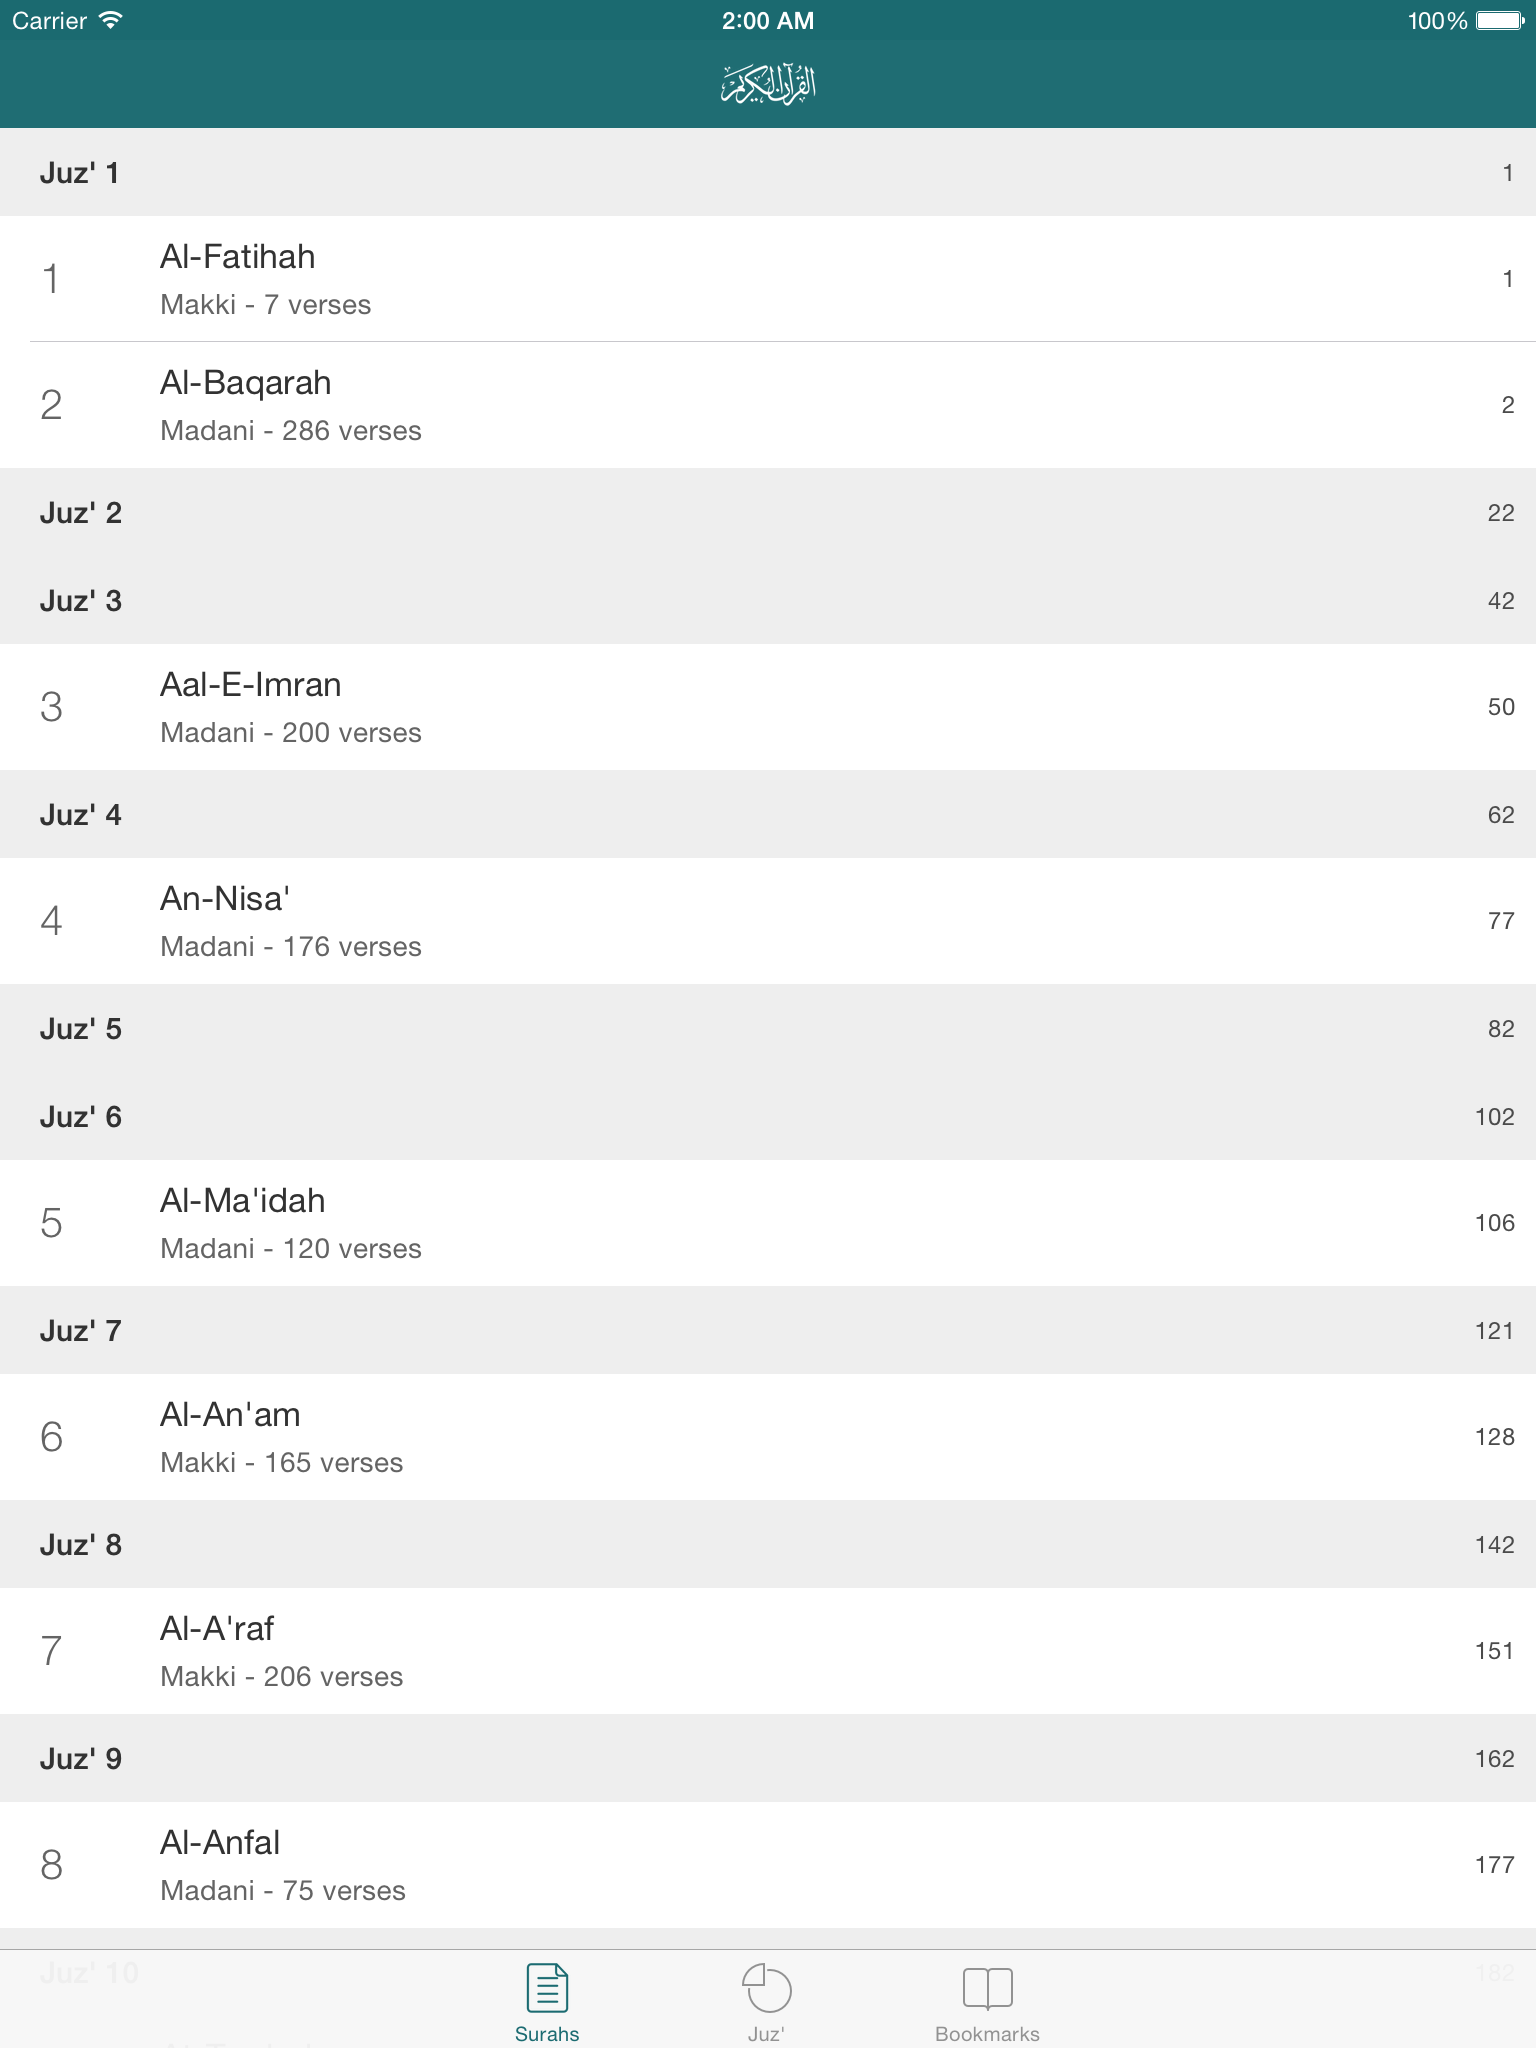 Carrier 2:00 AM 100%
القرآن الكريم
Juz' 1 1
1 Al-Fatihah 1
Makki - 7 verses
2 Al-Baqarah 2
Madani - 286 verses
Juz' 2 22
Juz' 3 42
3 Aal-E-Imran 50
Madani - 200 verses
Juz' 4 62
4 An-Nisa' 77
Madani - 176 verses
Juz' 5 82
Juz' 6 102
5 Al-Ma'idah 106
Madani - 120 verses
Juz' 7 121
6 Al-An'am 128
Makki - 165 verses
Juz' 8 142
7 Al-A'raf 151
Makki - 206 verses
Juz' 9 162
8 Al-Anfal 177
Madani - 75 verses
Juz' 10 182
Surahs Juz' Bookmarks